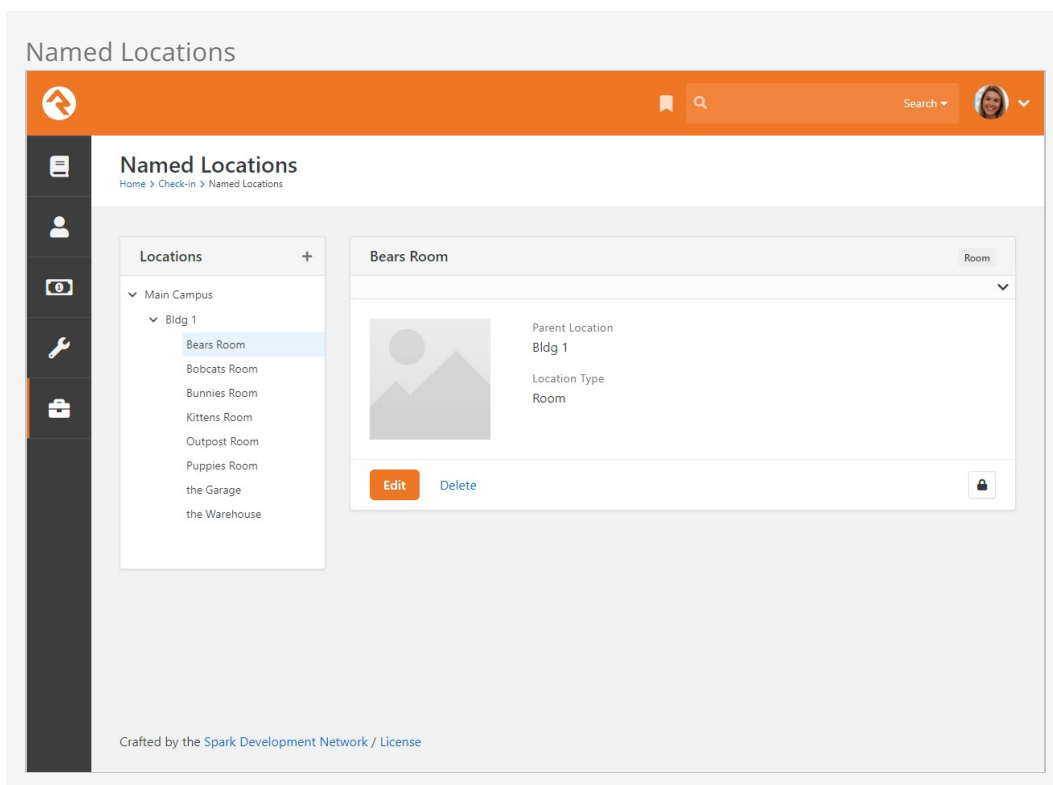 Named Locations
Search
Named Locations
Home > Check-in > Named Locations
Locations +
Bears Room
Room
Main Campus
Bldg 1
Bears Room
Bobcats Room
Bunnies Room
Kittens Room
Outpost Room
Puppies Room
the Garage
the Warehouse
Parent Location
Bldg 1
Location Type
Room
Edit Delete
Crafted by the Spark Development Network / License